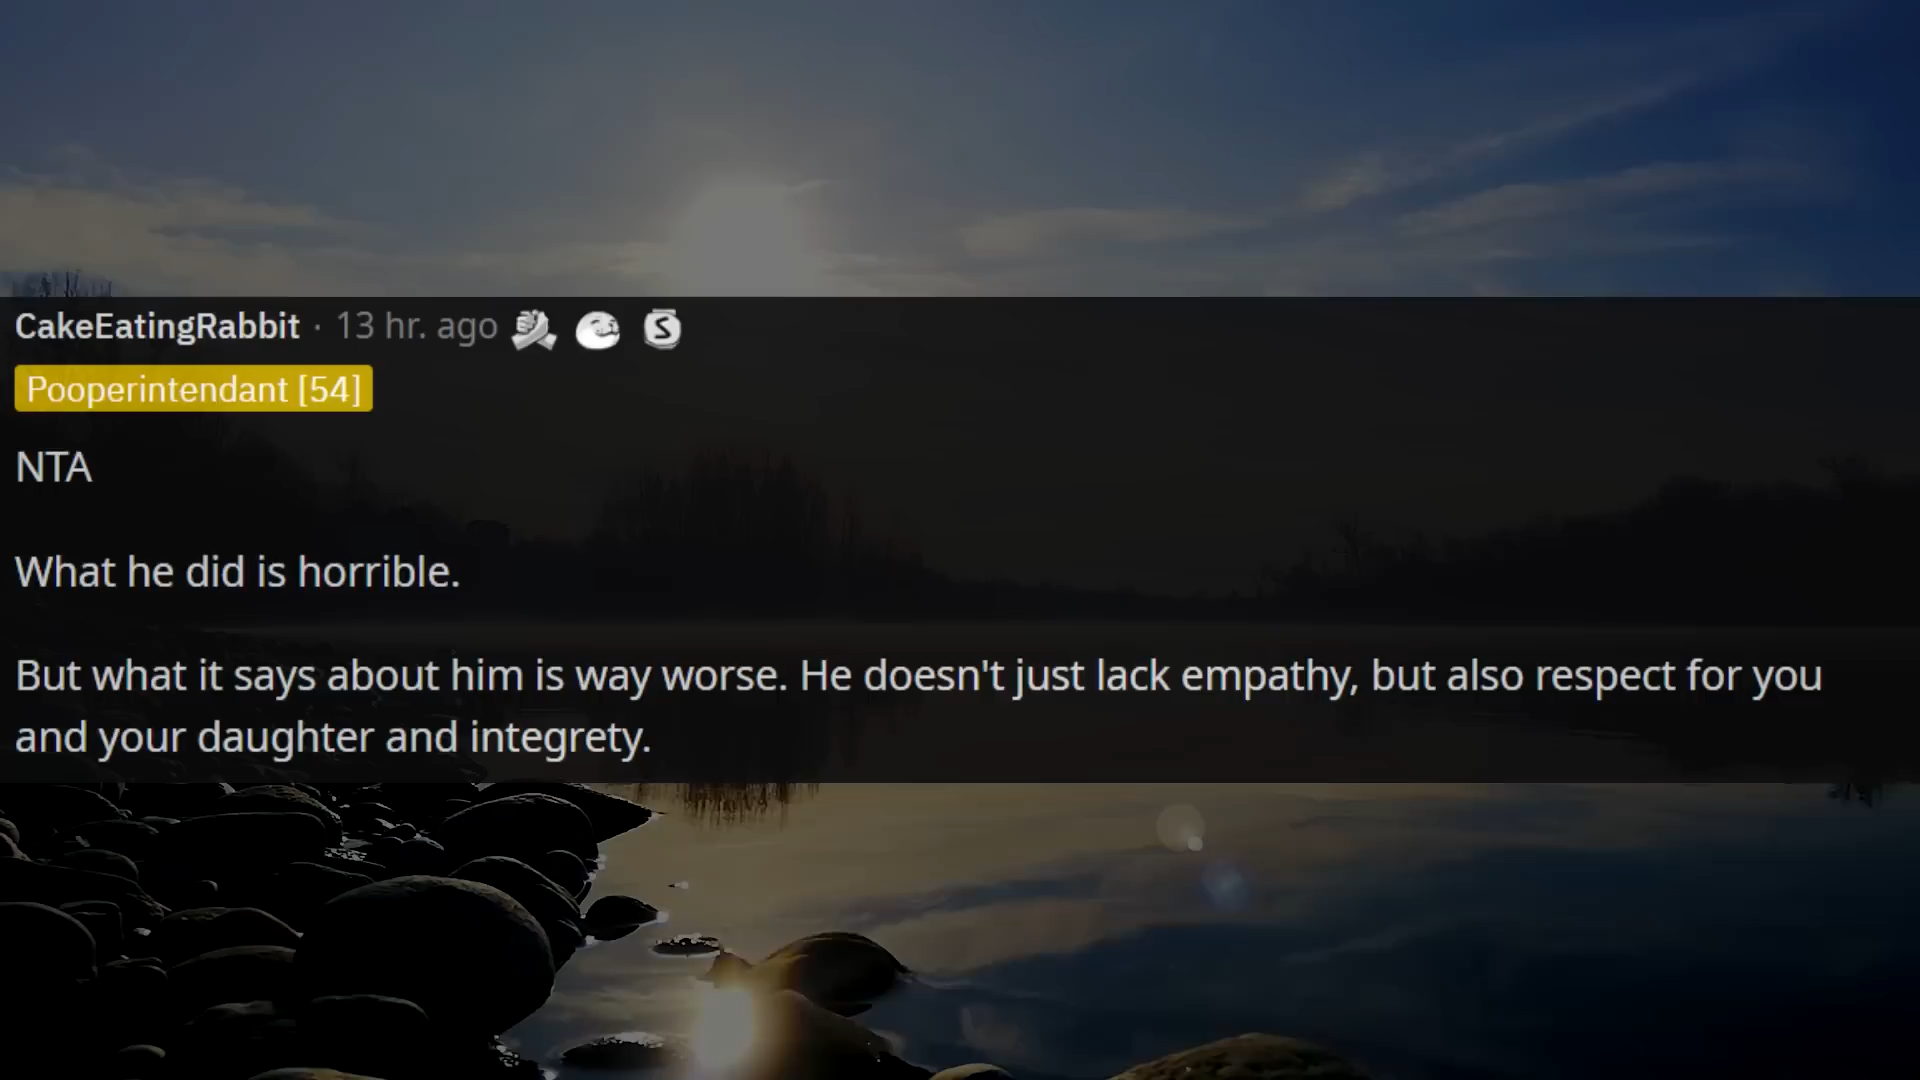 CakeEatingRabbit · 13 hr. ago
Pooperintendant [54]
NTA
What he did is horrible.
But what it says about him is way worse. He doesn't just lack empathy, but also respect for you
and your daughter and integrety.